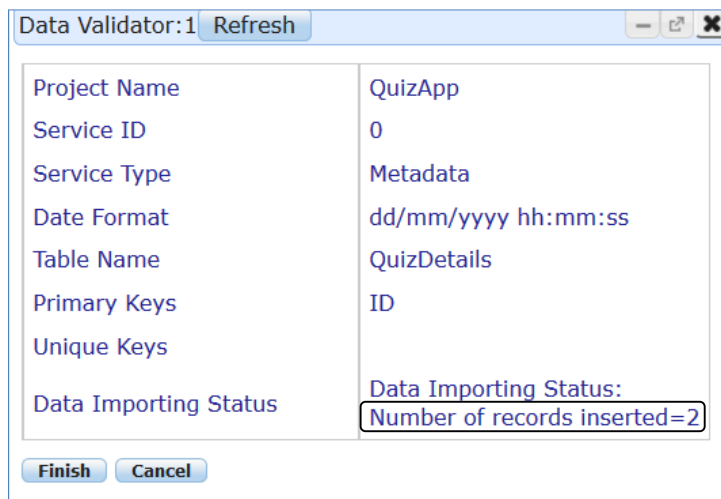 Data Validator:1 Refresh
Project Name QuizApp
Service ID 0
Service Type Metadata
Date Format dd/mm/yyyy hh:mm:ss
Table Name QuizDetails
Primary Keys ID
Unique Keys
Data Importing Status Data Importing Status:
Number of records inserted=2
Finish Cancel